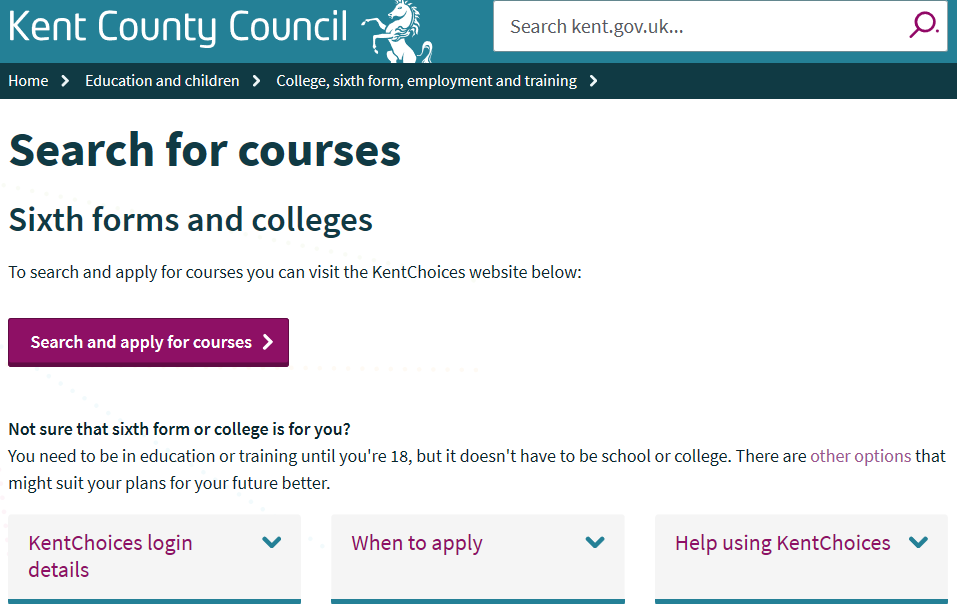 Kent County Council
Search kent.gov.uk...
Home
Education and children
College, sixth form, employment and training
Search for courses
Sixth forms and colleges
To search and apply for courses you can visit the KentChoices website below:
Search and apply for courses
Not sure that sixth form or college is for you?
You need to be in education or training until you're 18, but it doesn't have to be school or college. There are other options that
might suit your plans for your future better.
KentChoices login
details
When to apply
Help using KentChoices